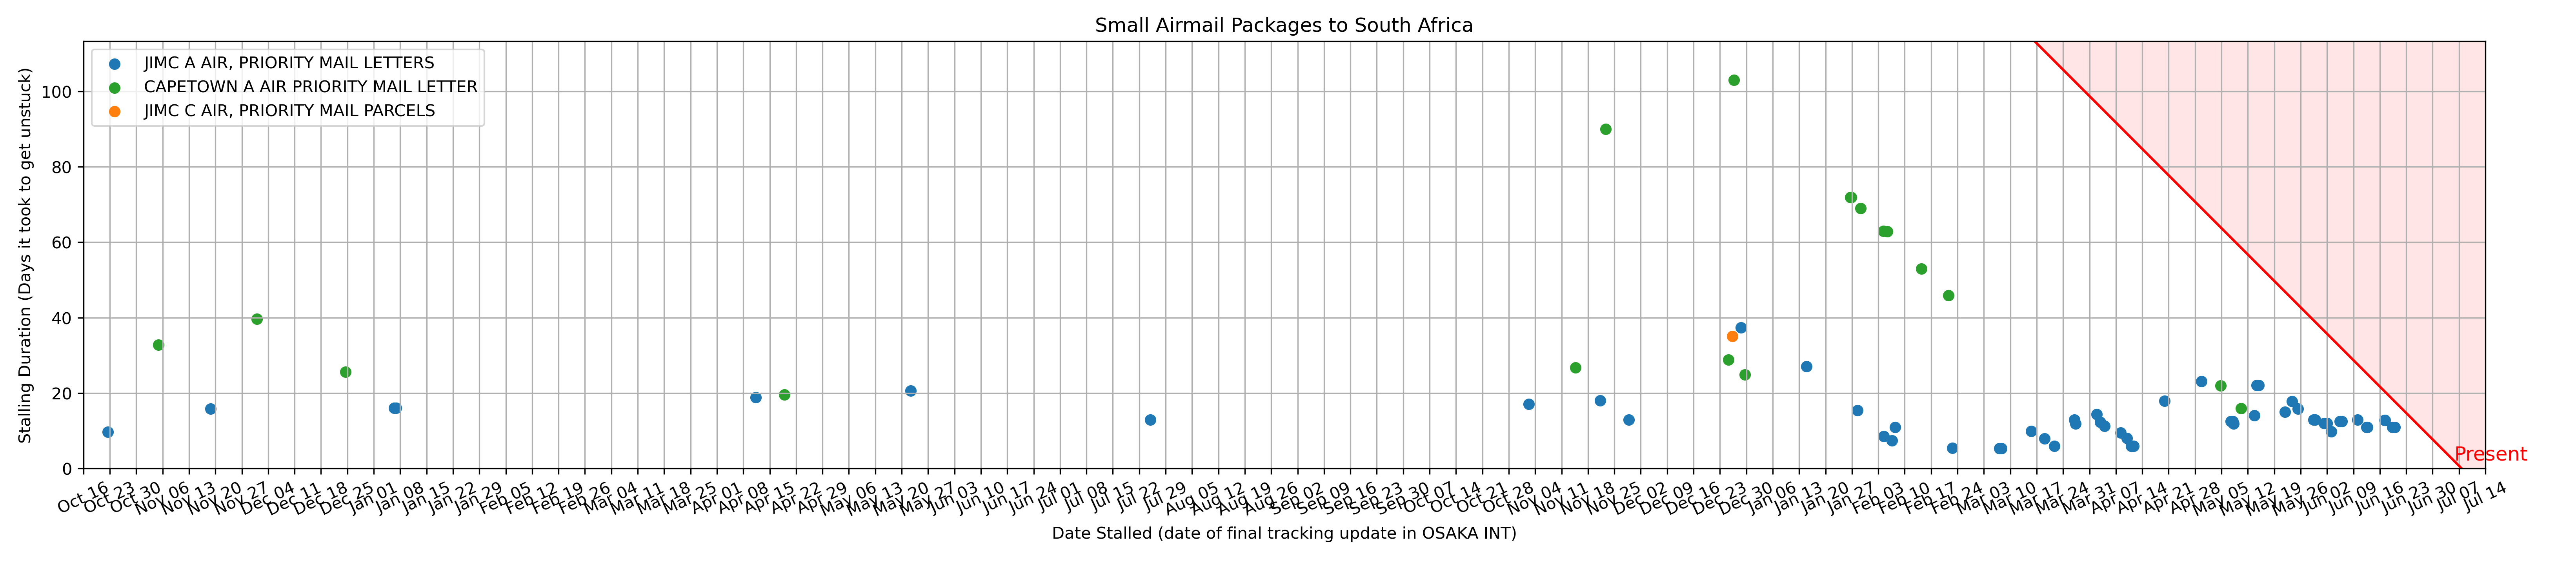 Small Airmail Packages to South Africa
JIMC A AIR, PRIORITY MAIL LETTERS
CAPETOWN A AIR PRIORITY MAIL LETTER
JIMC C AIR, PRIORITY MAIL PARCELS
Stalling Duration (Days it took to get unstuck)
100
80
60
40
20
0
Present
Oct 16
Oct 23
Oct 30
Nov 06
Nov 13
Nov 20
Nov 27
Dec 04
Dec 11
Dec 18
Dec 25
Jan 01
Jan 08
Jan 15
Jan 22
Jan 29
Feb 05
Feb 12
Feb 19
Feb 26
Mar 04
Mar 11
Mar 18
Mar 25
Apr 01
Apr 08
Apr 15
Apr 22
Apr 29
May 06
May 13
May 20
May 27
Jun 03
Jun 10
Jun 17
Jun 24
Jul 01
Jul 08
Jul 15
Jul 22
Jul 29
Aug 05
Aug 12
Aug 19
Aug 26
Sep 02
Sep 09
Sep 16
Sep 23
Sep 30
Oct 07
Oct 14
Oct 21
Oct 28
Nov 04
Nov 11
Nov 18
Nov 25
Dec 02
Dec 09
Dec 16
Dec 23
Dec 30
Jan 06
Jan 13
Jan 20
Jan 27
Feb 03
Feb 10
Feb 17
Feb 24
Mar 03
Mar 10
Mar 17
Mar 24
Mar 31
Apr 07
Apr 14
Apr 21
Apr 28
May 05
May 12
May 19
May 26
Jun 02
Jun 09
Jun 16
Jun 23
Jun 30
Jul 07
Jul 14
Date Stalled (date of final tracking update in OSAKA INT)